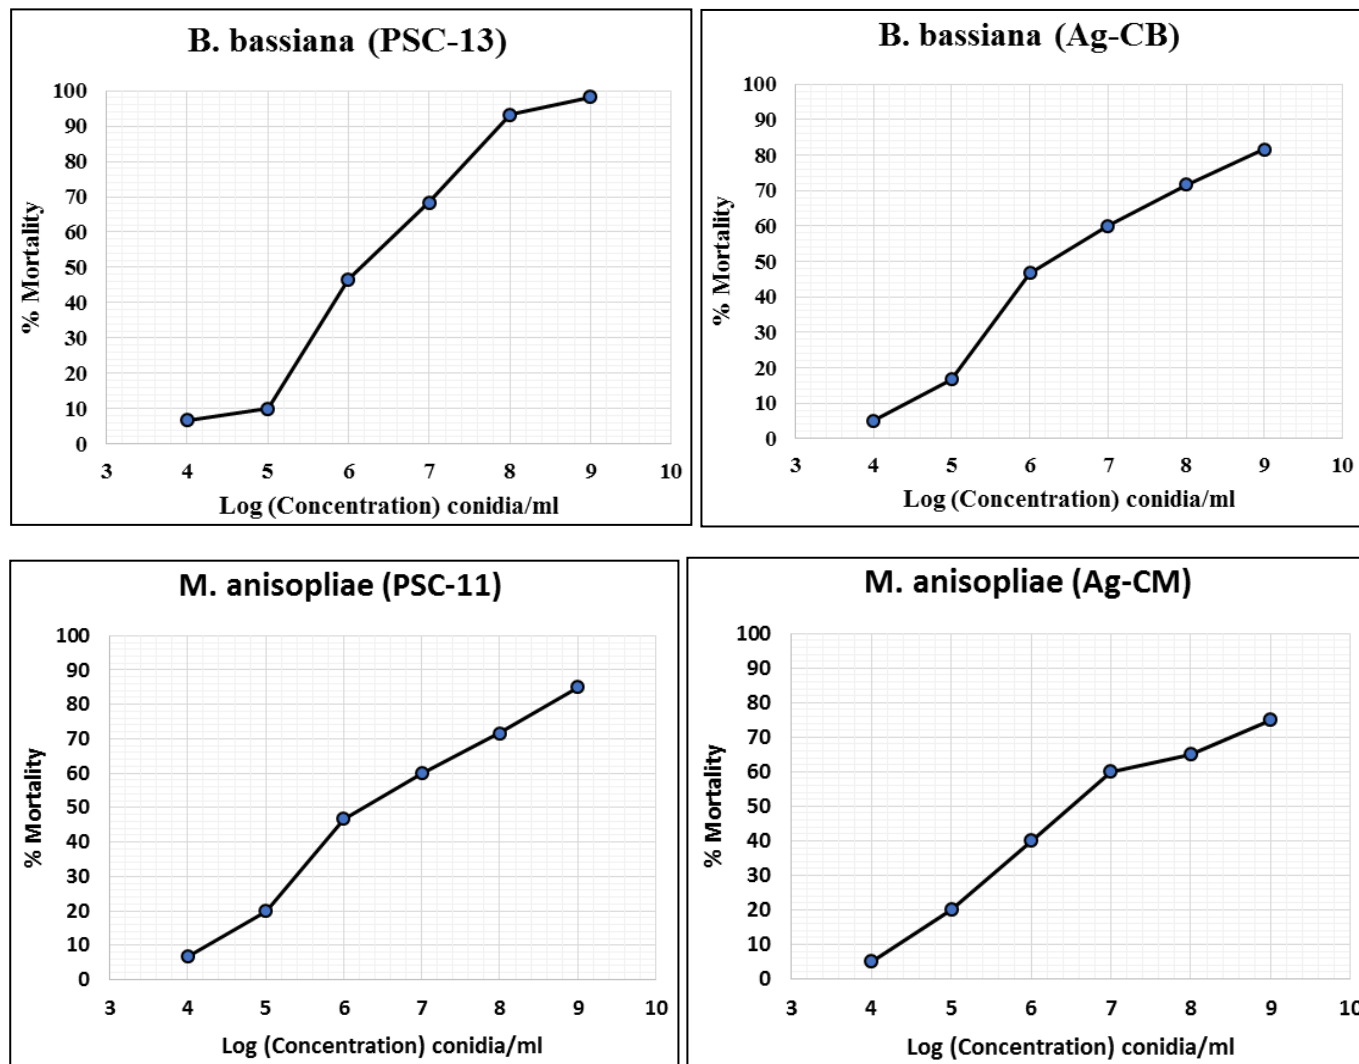 B. bassiana (PSC-13)
100
90
80
70
60
50
40
30
20
10
0
% Mortality
3 4 5 6 7 8 9 10
Log (Concentration) conidia/ml
B. bassiana (Ag-CB)
100
90
80
70
60
50
40
30
20
10
0
% Mortality
3 4 5 6 7 8 9 10
Log (Concentration) conidia/ml
M. anisopliae (PSC-11)
100
90
80
70
60
50
40
30
20
10
0
% Mortality
3 4 5 6 7 8 9 10
Log (Concentration) conidia/ml
M. anisopliae (Ag-CM)
100
90
80
70
60
50
40
30
20
10
0
% Mortality
3 4 5 6 7 8 9 10
Log (Concentration) conidia/ml